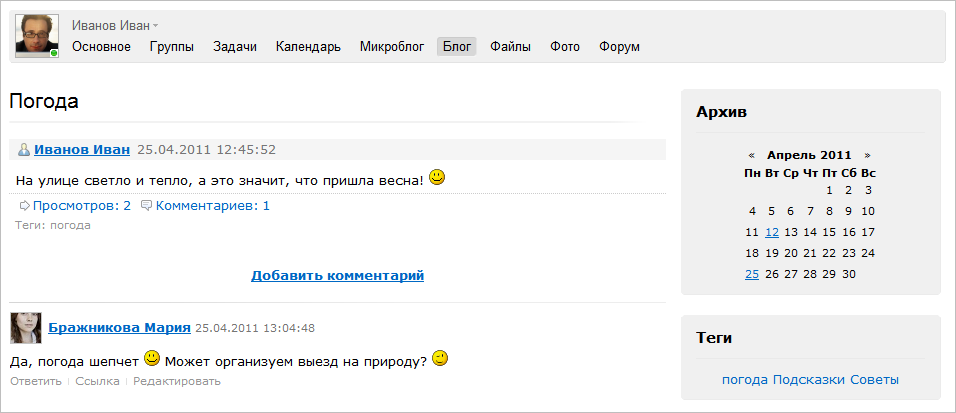 Иванов Иван
Основное Группы Задачи Календарь Микроблог Блог Файлы Фото Форум
Погода
Иванов Иван 25.04.2011 12:45:52
На улице светло и тепло, а это значит, что пришла весна!
Просмотров: 2 Комментариев: 1
Теги: погода
Добавить комментарий
Бражникова Мария 25.04.2011 13:04:48
Да, погода шепчет Может организуем выезд на природу?
Ответить Ссылка Редактировать
Архив
« Апрель 2011 »
Пн Вт Ср Чт Пт Сб Вс
1 2 3
4 5 6 7 8 9 10
11 12 13 14 15 16 17
18 19 20 21 22 23 24
25 26 27 28 29 30
Теги
погода Подсказки Советы